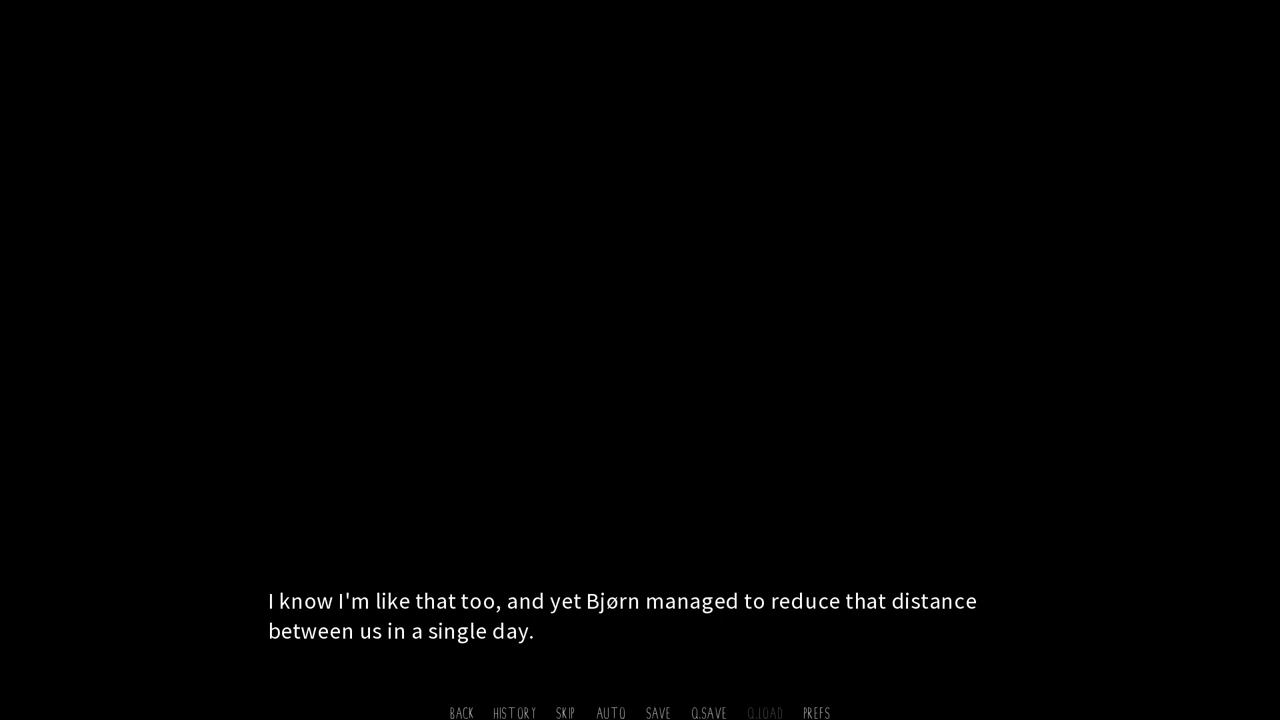 I know I'm like that too, and yet Bjørn managed to reduce that distance
between us in a single day.
BACK HISTORY SKIP AUTO SAVE Q.SAVE Q.LOAD PREFS